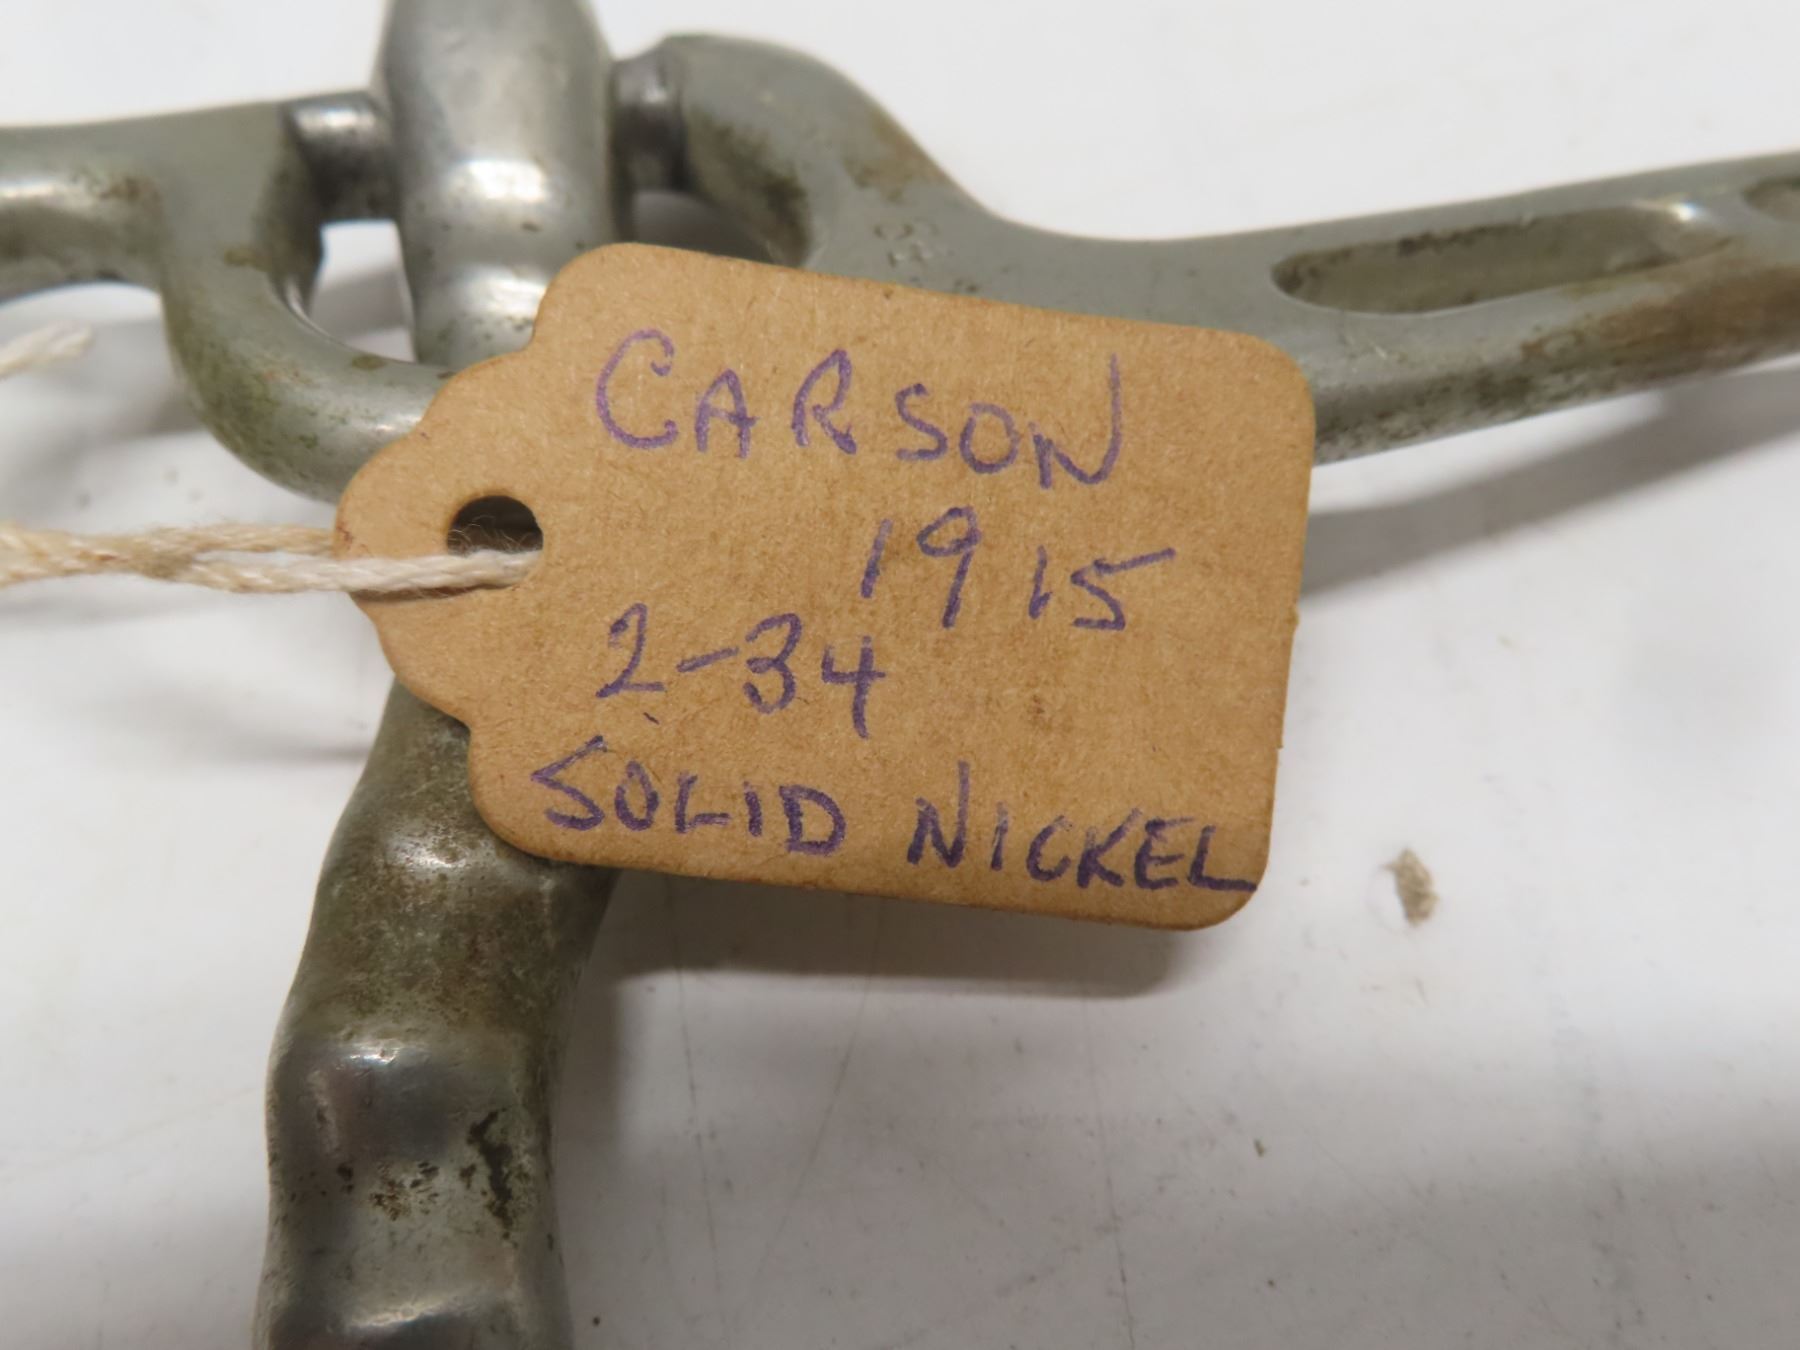 CARSON
1915
2-34
SOLID NICKEL